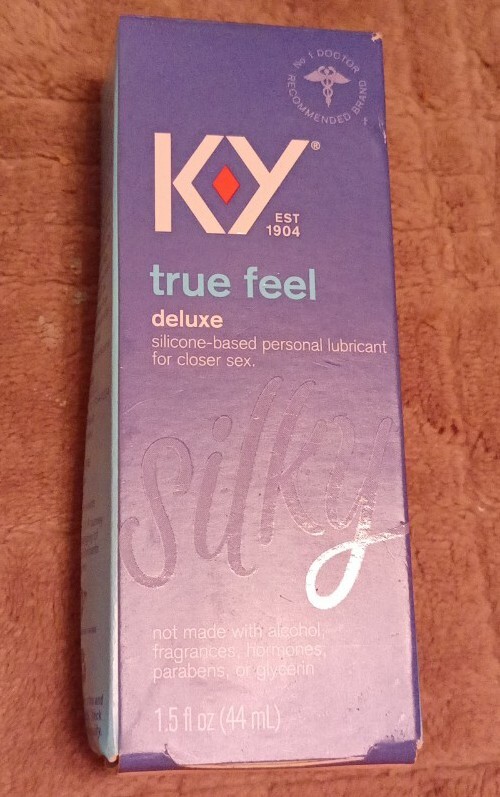 No 1 DOCTOR
RECOMMENDED BRAND
K-Y®
EST
1904
true feel
deluxe
silicone-based personal lubricant
for closer sex.
silky
not made with alcohol,
fragrances, hormones,
parabens, or glycerin
1.5 fl oz (44 mL)